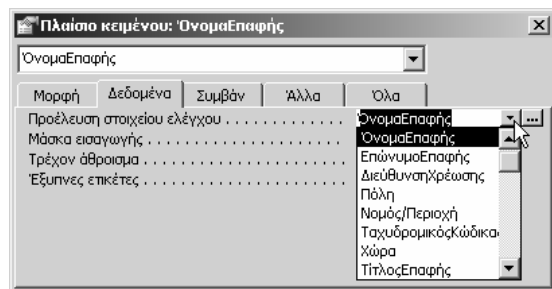 Πλαίσιο κειμένου: ΌνομαΕπαφής
ΌνομαΕπαφής
Μορφή Δεδομένα Συμβάν Άλλα Όλα
Προέλευση στοιχείου ελέγχου . . . . . . . . . . . . . ΌνομαΕπαφής ...
Μάσκα εισαγωγής . . . . . . . . . . . . . . . . . . . . . . ΌνομαΕπαφής
Τρέχον άθροισμα . . . . . . . . . . . . . . . . . . . . . . ΕπώνυμοΕπαφής
Έξυπνες ετικέτες . . . . . . . . . . . . . . . . . . . . . . ΔιεύθυνσηΧρέωσης
Πόλη
Νομός/Περιοχή
ΤαχυδρομικόςΚώδικα
Χώρα
ΤίτλοςΕπαφής